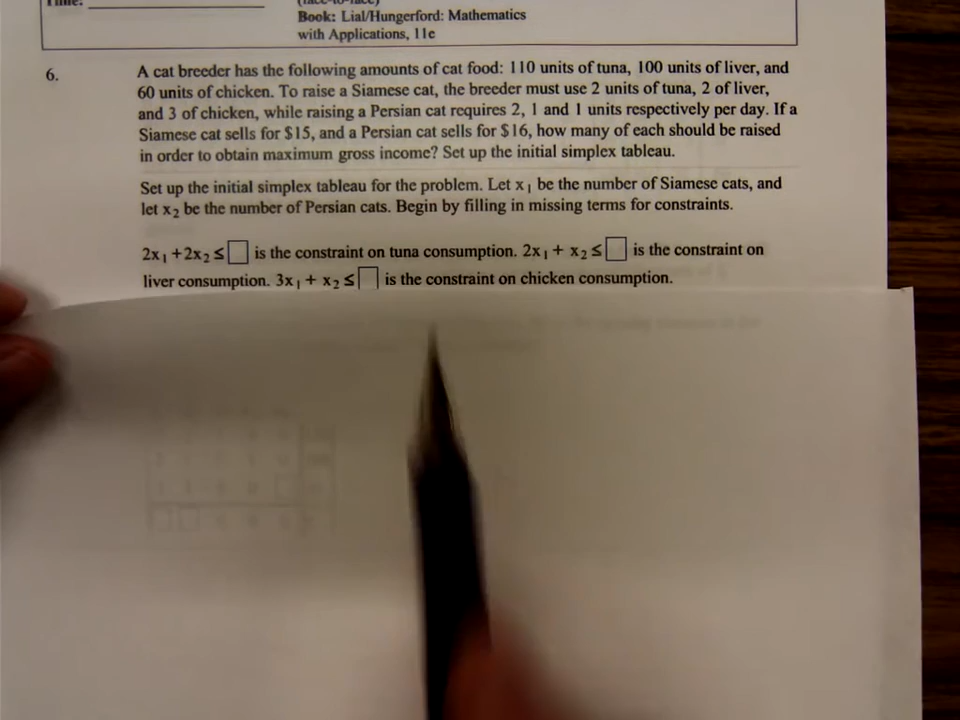 Time:
(face-to-face)
Book: Lial/Hungerford: Mathematics
with Applications, 11e
6.
A cat breeder has the following amounts of cat food: 110 units of tuna, 100 units of liver, and
60 units of chicken. To raise a Siamese cat, the breeder must use 2 units of tuna, 2 of liver,
and 3 of chicken, while raising a Persian cat requires 2, 1 and 1 units respectively per day. If a
Siamese cat sells for $15, and a Persian cat sells for $16, how many of each should be raised
in order to obtain maximum gross income? Set up the initial simplex tableau.
Set up the initial simplex tableau for the problem. Let x₁ be the number of Siamese cats, and
let x₂ be the number of Persian cats. Begin by filling in missing terms for constraints.
2x₁ + 2x₂ ≤ □ is the constraint on tuna consumption. 2x₁ + x₂ ≤ □ is the constraint on
liver consumption. 3x₁ + x₂ ≤ □ is the constraint on chicken consumption.